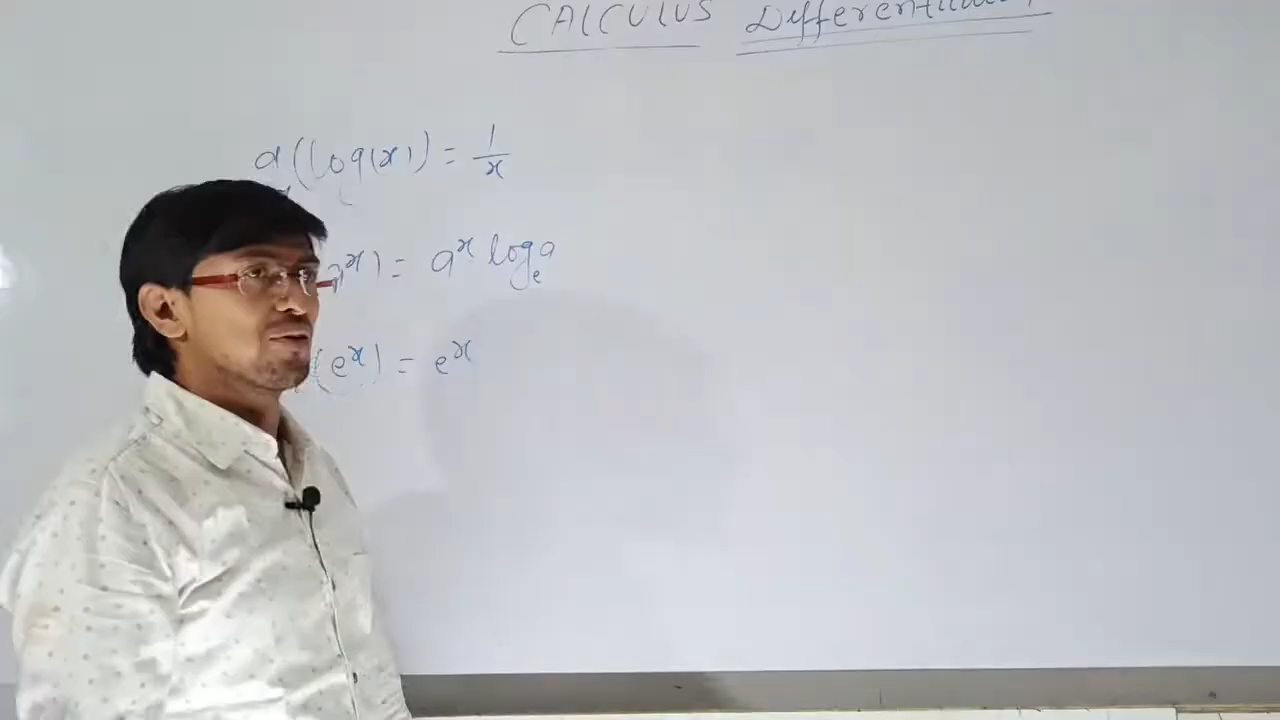 CALCULUS Differentiation
d (log(x)) = 1/x
x) = a^x log_e a
(e^x) = e^x